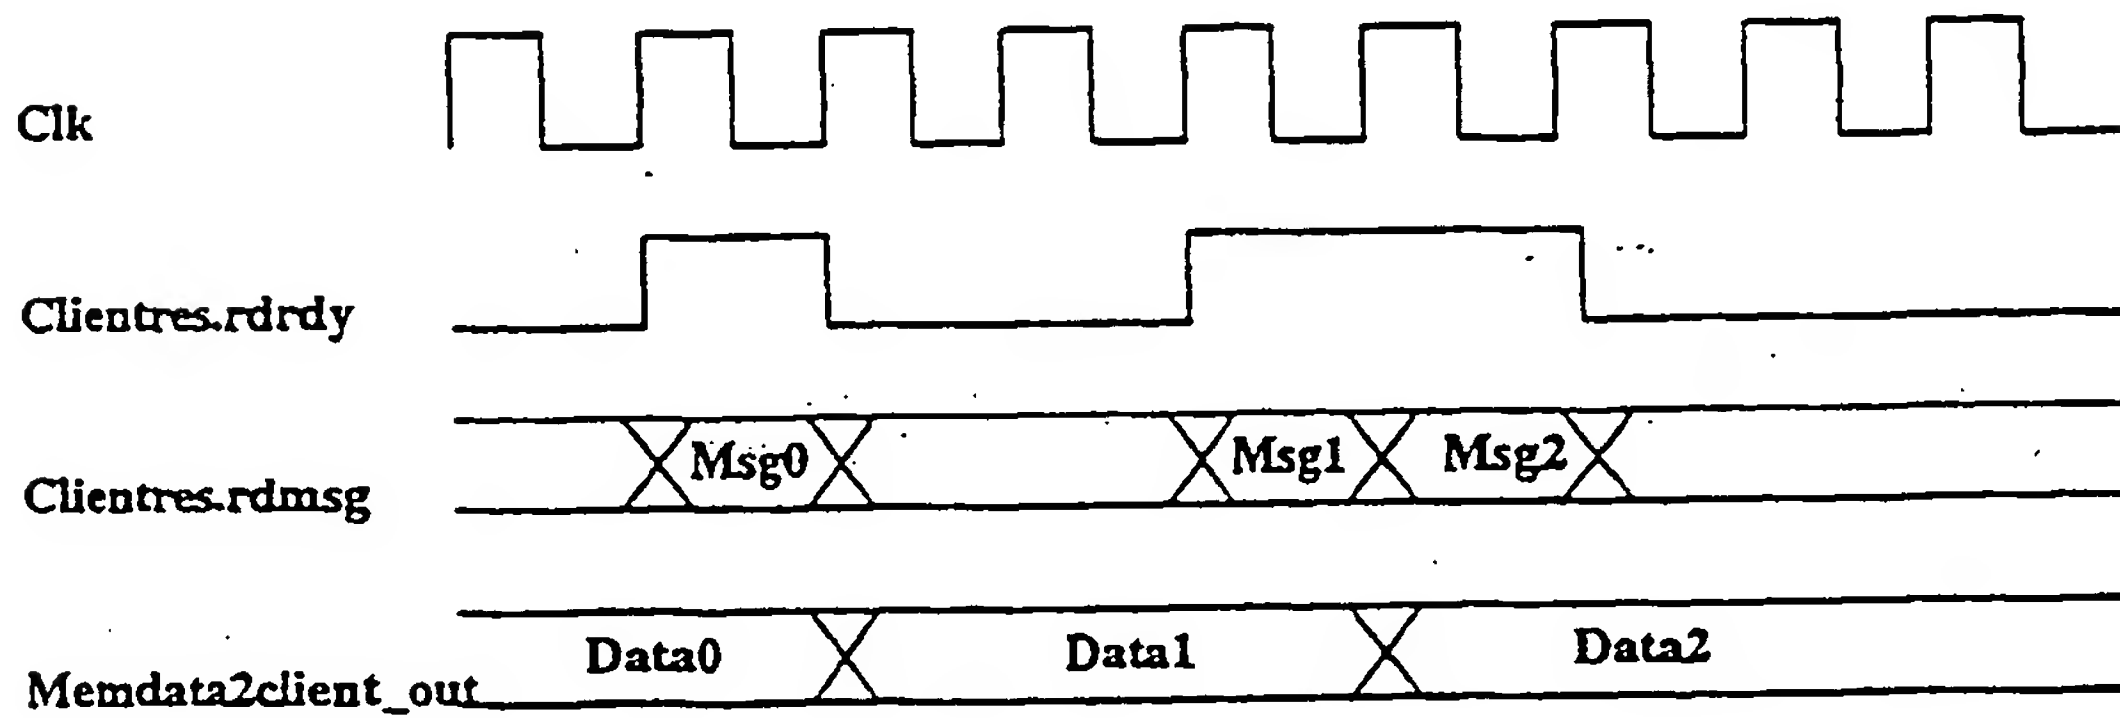 Clk
Clientres.rdrdy
Clientres.rdmsg
Msg0
Msg1
Msg2
Memdata2client_out
Data0
Data1
Data2